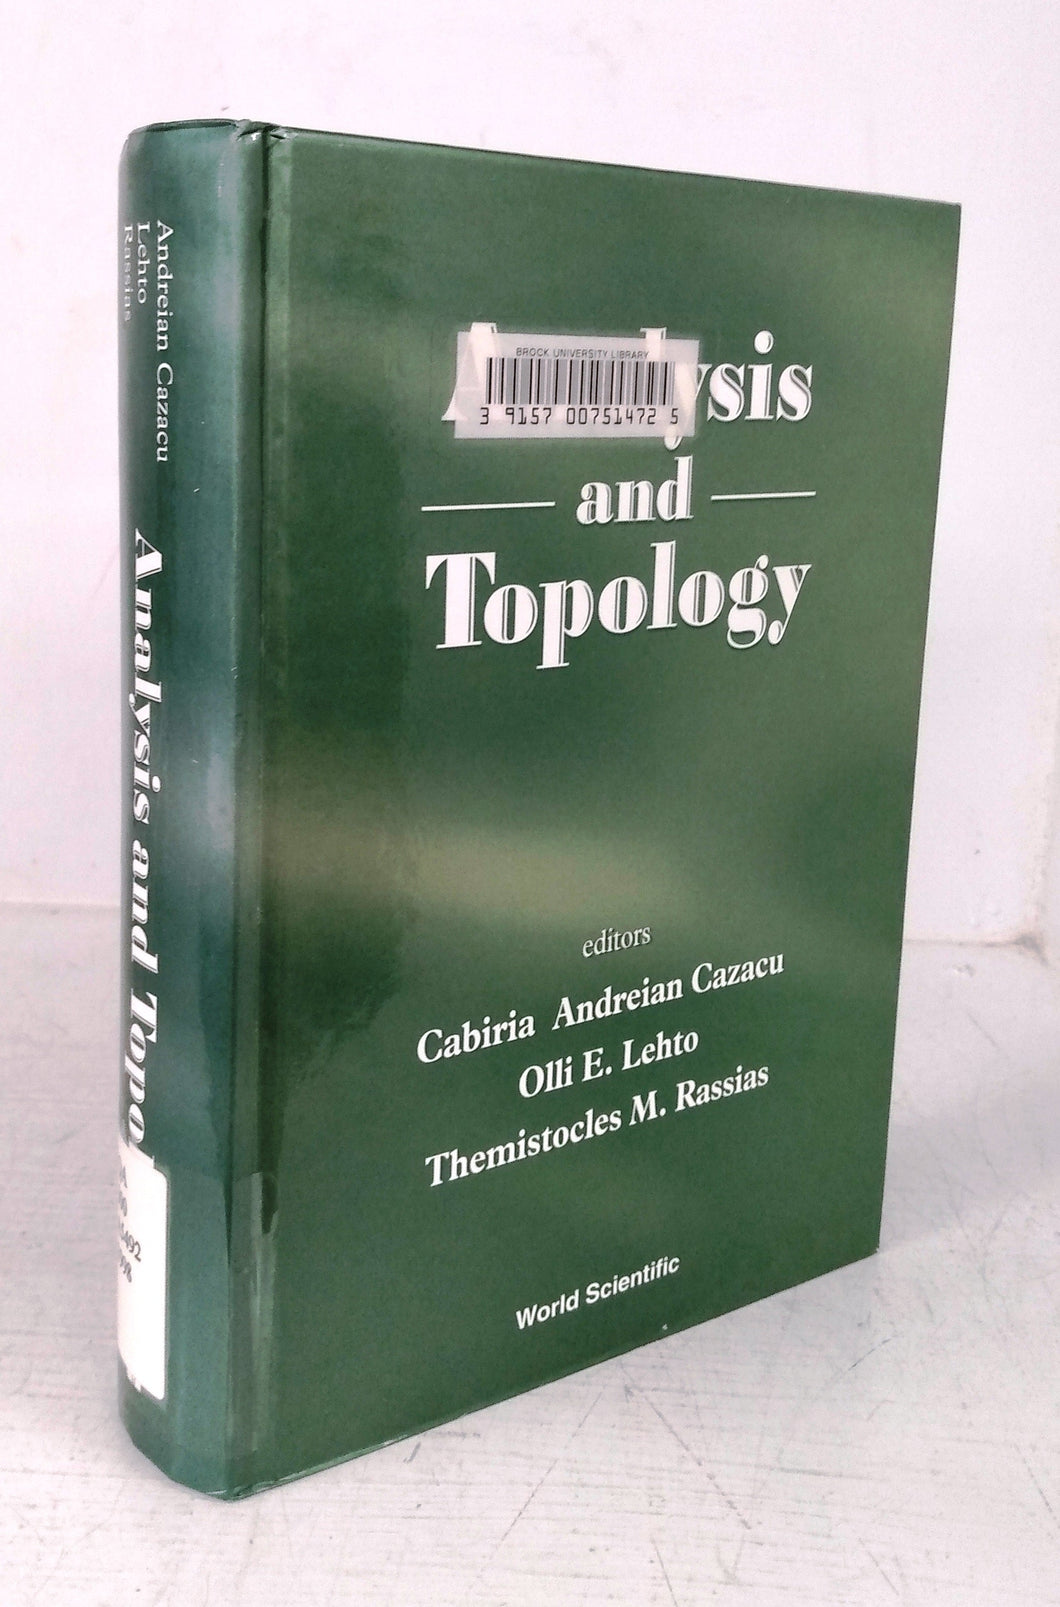 Andreian Cazacu
Lehto
Rassias
Analysis and Topo
BROCK UNIVERSITY LIBRARY
3 9157 00751472 5
Analysis
and
Topology
editors
Cabiria Andreian Cazacu
Olli E. Lehto
Themistocles M. Rassias
World Scientific